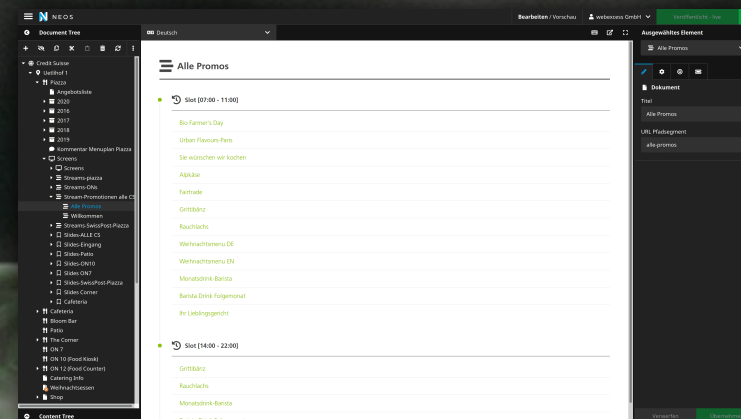 NEOS
Bearbeiten / Vorschau
webexcess GmbH
Veröffentlicht - live
Document Tree
Deutsch
Ausgewähltes Element
Alle Promos
Credit Suisse
Uetlihof 1
Piazza
Angebotsliste
2020
2016
2017
2018
2019
Kommentar Menuplan Piazza
Screens
Screens
Streams-piazza
Streams-ONs
Stream-Promotionen alle CS
Alle Promos
Willkommen
Streams-SwissPost-Piazza
Slides-ALLE CS
Slides-Eingang
Slides-Patio
Slides-ON10
Slides ON7
Slides-SwissPost-Piazza
Slides Corner
Cafeteria
Cafeteria
Bloom Bar
Patio
The Corner
ON 7
ON 10 (Food Kiosk)
ON 12 (Food Counter)
Catering Info
Weihnachtsessen
Shop
Content Tree
Alle Promos
Slot [07:00 - 11:00]
Bio Farmer's Day
Urban Flavours-Paris
Sie wünschen wir kochen
Alpkäse
Fairtrade
Grittibänz
Rauchlachs
Weihnachtsmenu DE
Weihnachtsmenu EN
Monatsdrink-Barista
Barista Drink Folgemonat
Ihr Lieblingsgericht
Slot [14:00 - 22:00]
Grittibänz
Rauchlachs
Monatsdrink-Barista
Dokument
Titel
Alle Promos
URL Pfadsegment
alle-promos
Verwerfen